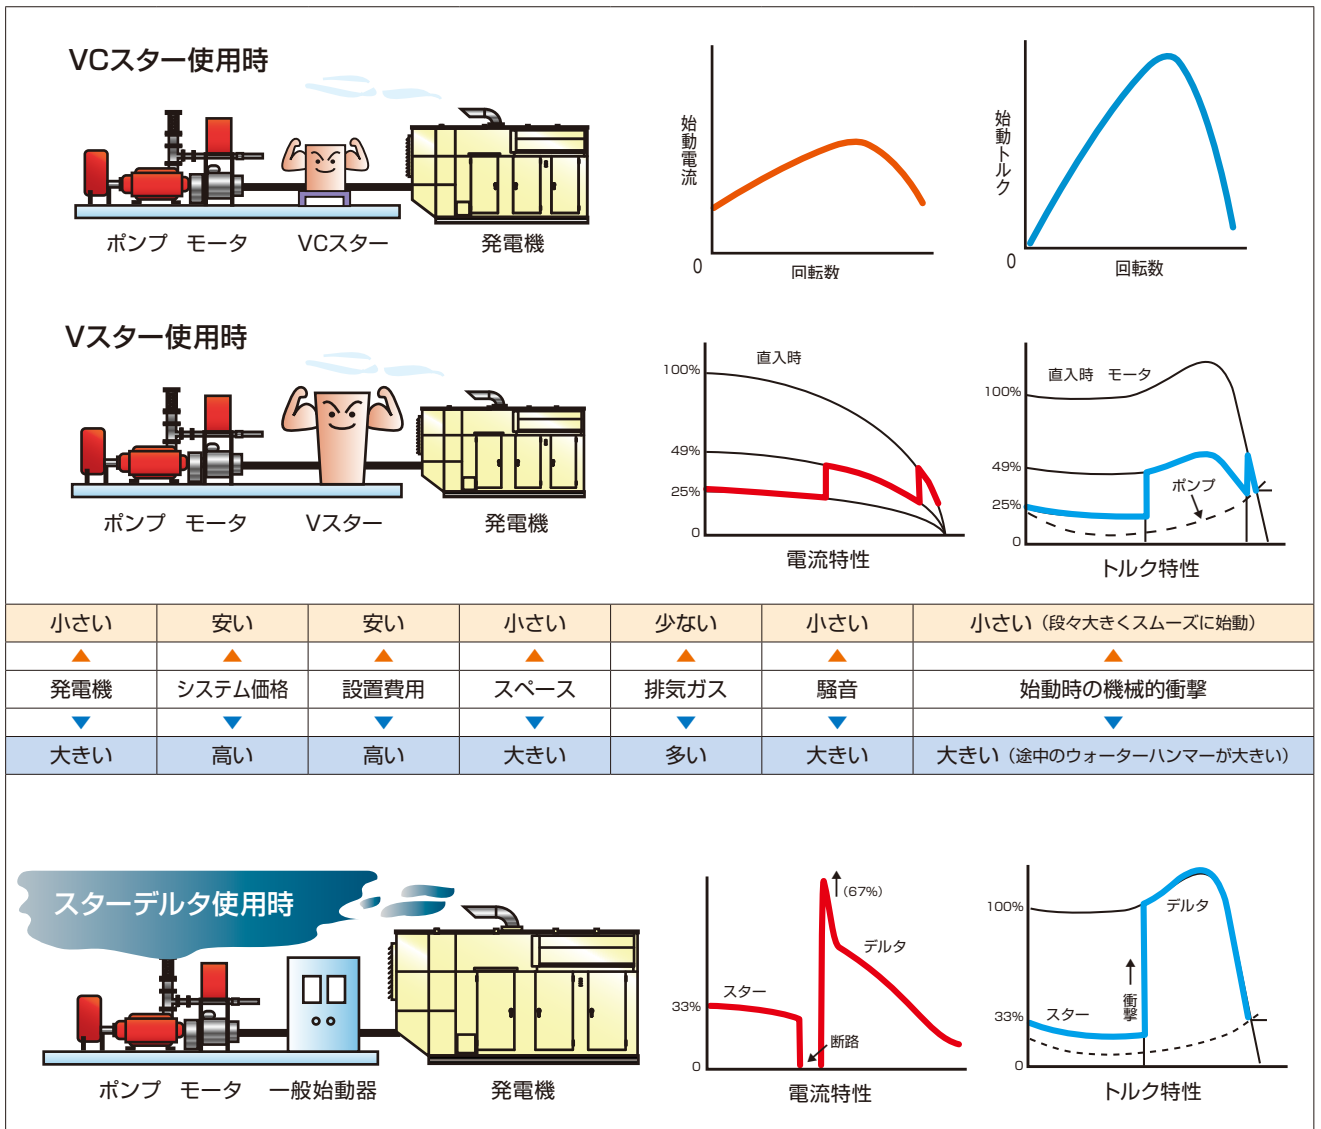 VCスター使用時
ポンプ モータ VCスター 発電機
始動電流
0
回転数
始動トルク
0
回転数
Vスター使用時
ポンプ モータ Vスター 発電機
直入時
100%
49%
25%
0
電流特性
直入時 モータ
100%
49%
ポンプ
25%
0
トルク特性
小さい 安い 安い 小さい 少ない 小さい 小さい（段々大きくスムーズに始動）
発電機 システム価格 設置費用 スペース 排気ガス 騒音 始動時の機械的衝撃
大きい 高い 高い 大きい 多い 大きい 大きい（途中のウォーターハンマーが大きい）
スターデルタ使用時
ポンプ モータ 一般始動器 発電機
(67%)
デルタ
スター
33%
断路
0
電流特性
100%
デルタ
衝撃
スター
33%
0
トルク特性